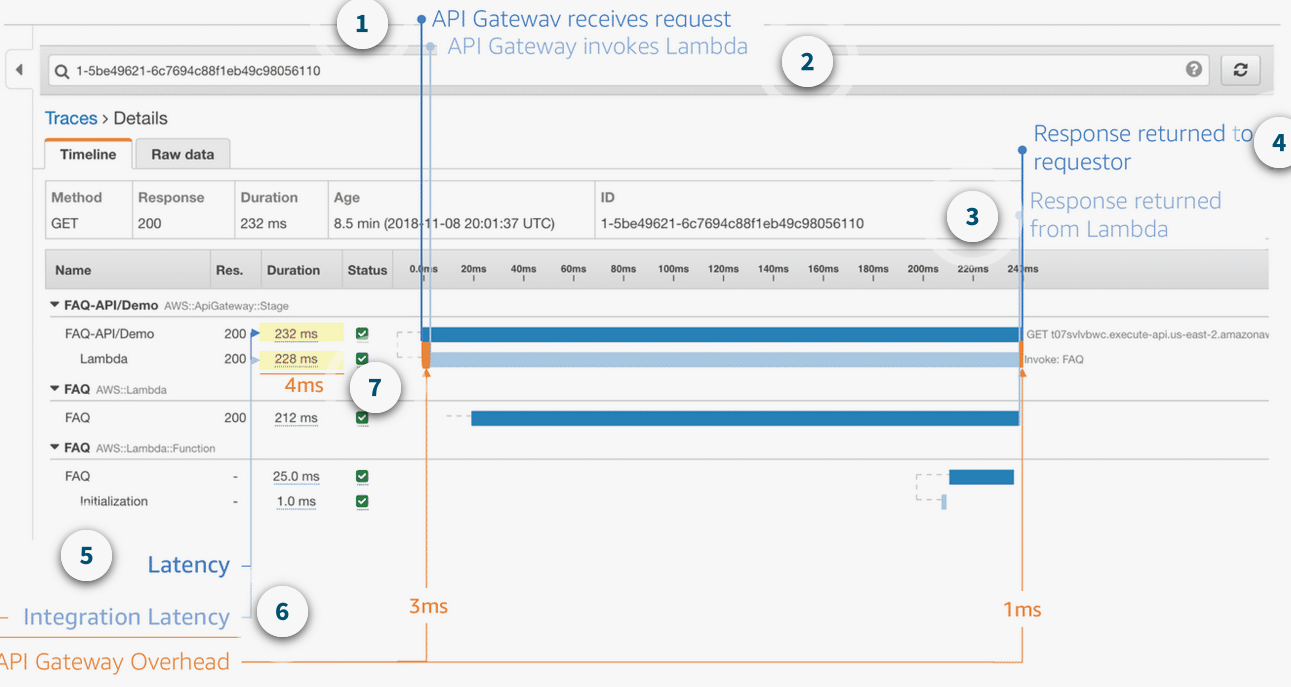 1
API Gateway receives request
API Gateway invokes Lambda
2
1-5be49621-6c7694c88f1eb49c98056110
Traces > Details
Timeline Raw data
Response returned to
requestor
4
Method Response Duration Age ID
GET 200 232 ms 8.5 min (2018-11-08 20:01:37 UTC) 1-5be49621-6c7694c88f1eb49c98056110
3
Response returned
from Lambda
Name Res. Duration Status 0.0ms 20ms 40ms 60ms 80ms 100ms 120ms 140ms 160ms 180ms 200ms 220ms 240ms
FAQ-API/Demo AWS::ApiGateway::Stage
FAQ-API/Demo 200 232 ms GET t07svlvbwc.execute-api.us-east-2.amazonav
Lambda 200 228 ms Invoke: FAQ
4ms
7
FAQ AWS::Lambda
FAQ 200 212 ms
FAQ AWS::Lambda::Function
FAQ - 25.0 ms
Initialization - 1.0 ms
5
Latency
Integration Latency
6
3ms
1ms
API Gateway Overhead